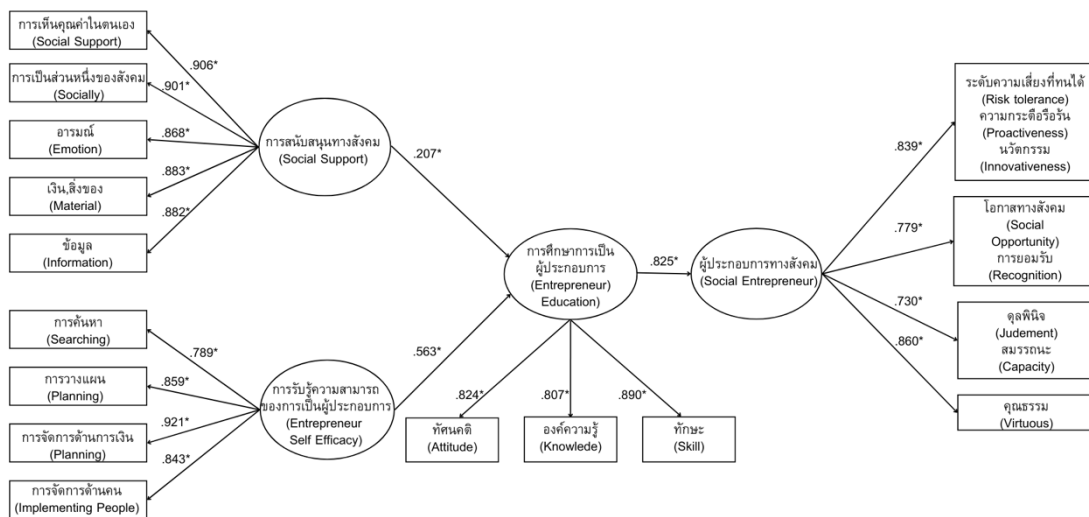 การเห็นคุณค่าในตนเอง
(Social Support)
การเป็นส่วนหนึ่งของสังคม
(Socially)
อารมณ์
(Emotion)
เงิน,สิ่งของ
(Material)
ข้อมูล
(Information)
.906*
.901*
.868*
.883*
.882*
การสนับสนุนทางสังคม
(Social Support)
.207*
การค้นหา
(Searching)
การวางแผน
(Planning)
การจัดการด้านการเงิน
(Planning)
การจัดการด้านคน
(Implementing People)
.789*
.859*
.921*
.843*
การรับรู้ความสามารถ
ของการเป็นผู้ประกอบการ
(Entrepreneur
Self Efficacy)
.563*
การศึกษาการเป็น
ผู้ประกอบการ
(Entrepreneur)
Education)
.824*
.807*
.890*
ทัศนคติ
(Attitude)
องค์ความรู้
(Knowlede)
ทักษะ
(Skill)
.825*
ผู้ประกอบการทางสังคม
(Social Entrepreneur)
.839*
.779*
.730*
.860*
ระดับความเสี่ยงที่ทนได้
(Risk tolerance)
ความกระตือรือร้น
(Proactiveness)
นวัตกรรม
(Innovativeness)
โอกาสทางสังคม
(Social
Opportunity)
การยอมรับ
(Recognition)
ดุลพินิจ
(Judement)
สมรรถนะ
(Capacity)
คุณธรรม
(Virtuous)